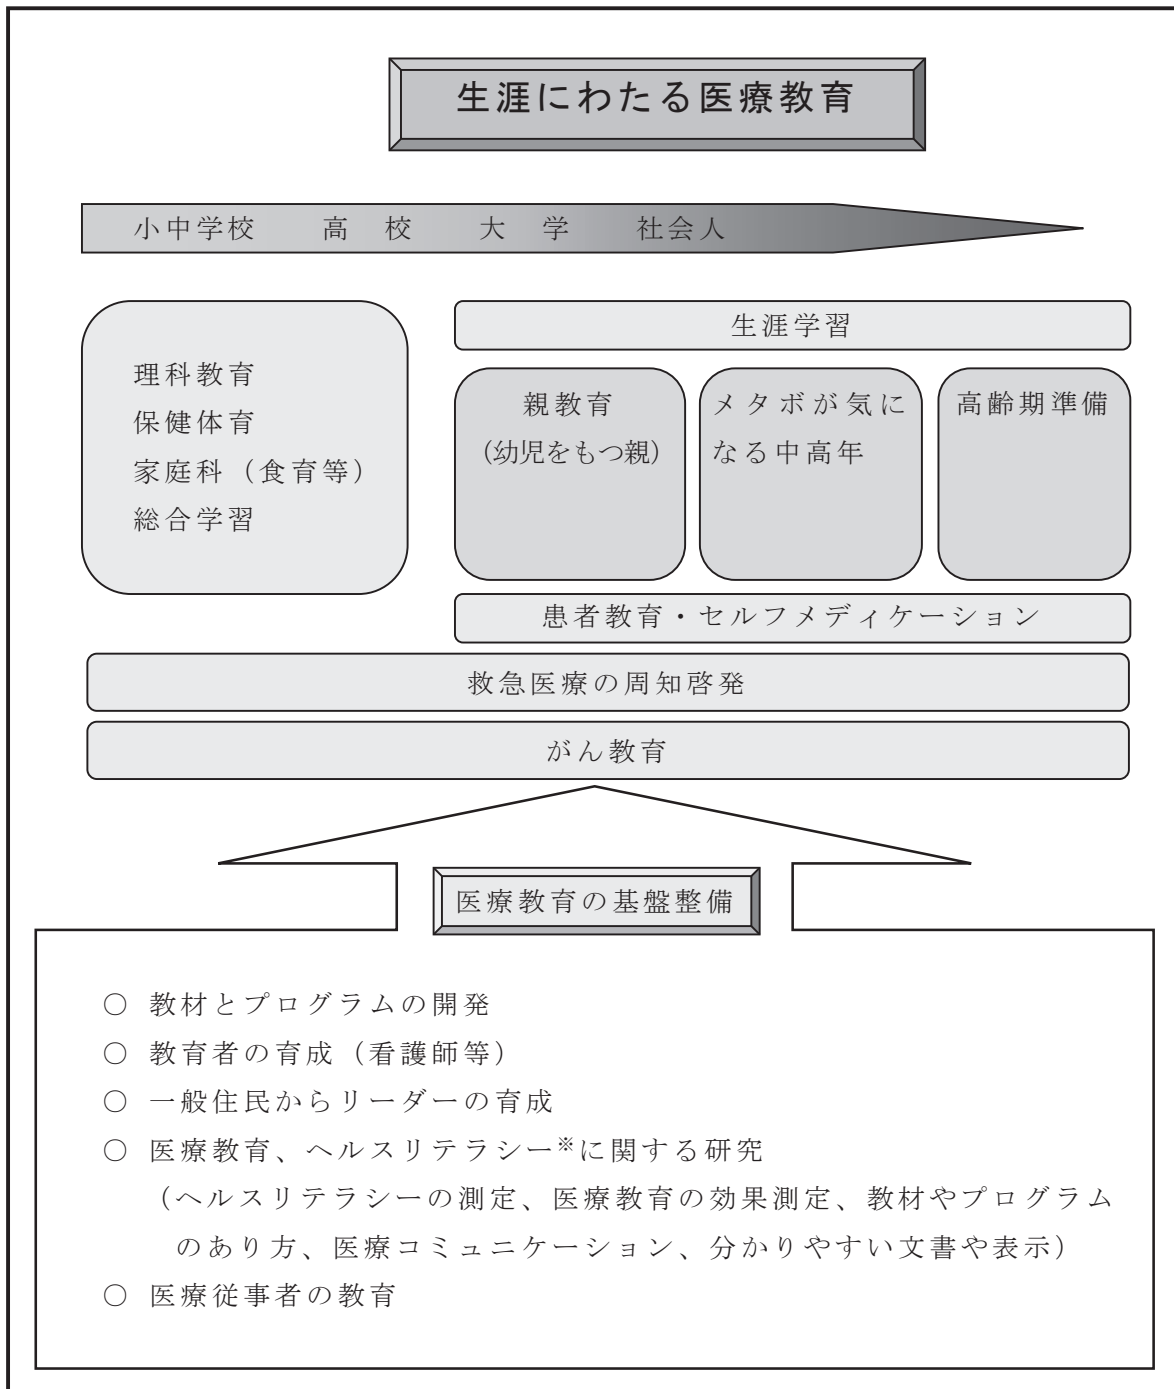 生涯にわたる医療教育
小中学校 高 校 大 学 社会人
理科教育
保健体育
家庭科（食育等）
総合学習
生涯学習
親教育
（幼児をもつ親）
メタボが気に
なる中高年
高齢期準備
患者教育・セルフメディケーション
救急医療の周知啓発
がん教育
医療教育の基盤整備
○ 教材とプログラムの開発
○ 教育者の育成（看護師等）
○ 一般住民からリーダーの育成
○ 医療教育、ヘルスリテラシー※に関する研究
（ヘルスリテラシーの測定、医療教育の効果測定、教材やプログラム
のあり方、医療コミュニケーション、分かりやすい文書や表示）
○ 医療従事者の教育